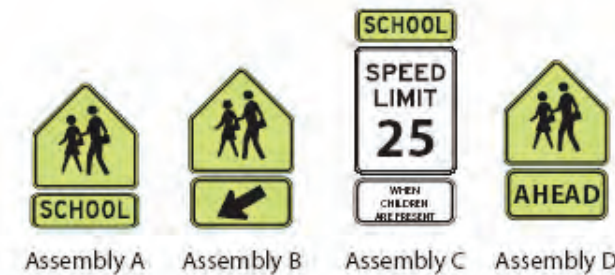 SCHOOL
SPEED
LIMIT
25
WHEN
CHILDREN
ARE PRESENT
SCHOOL
AHEAD
Assembly A
Assembly B
Assembly C
Assembly D